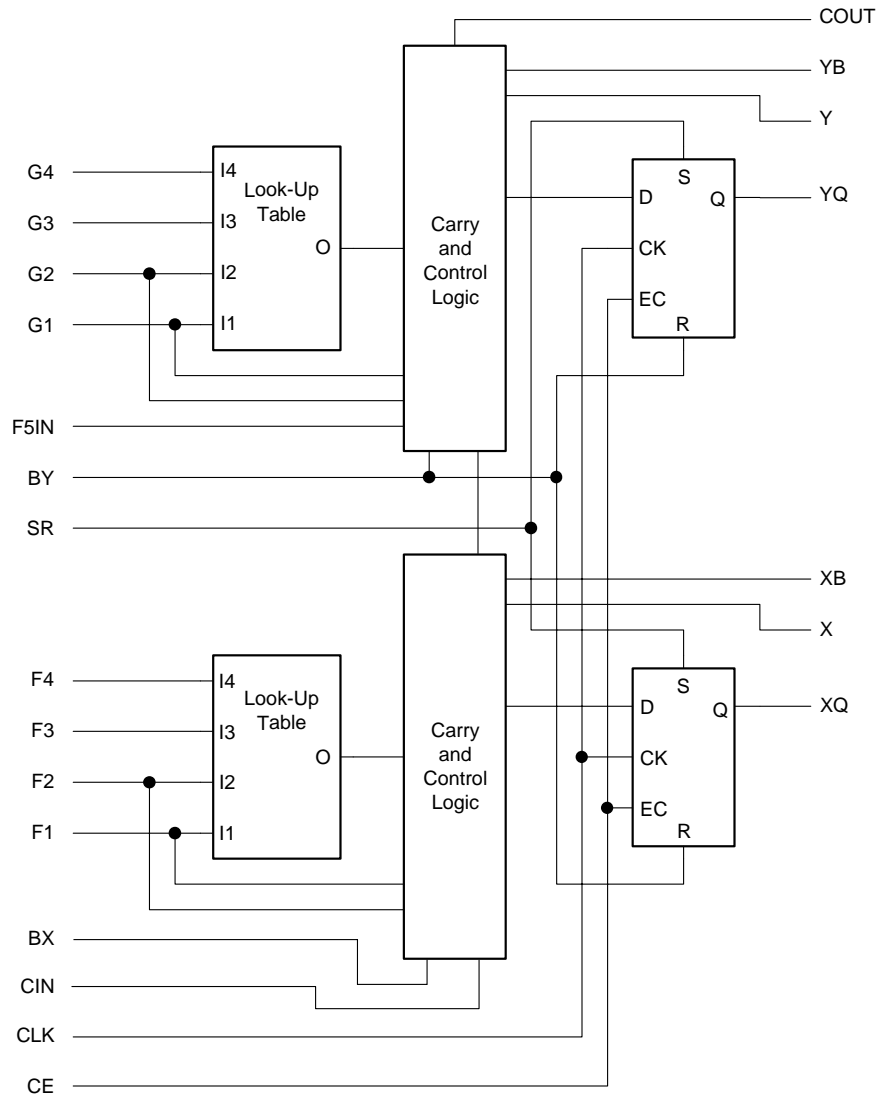 COUT
YB
Y
G4
I4
Look-Up
Table
S
D
Q
YQ
G3
I3
Carry
and
Control
Logic
O
CK
G2
I2
EC
G1
I1
R
F5IN
BY
SR
XB
X
F4
I4
Look-Up
Table
S
D
Q
XQ
F3
I3
Carry
and
Control
Logic
O
CK
F2
I2
EC
F1
I1
R
BX
CIN
CLK
CE